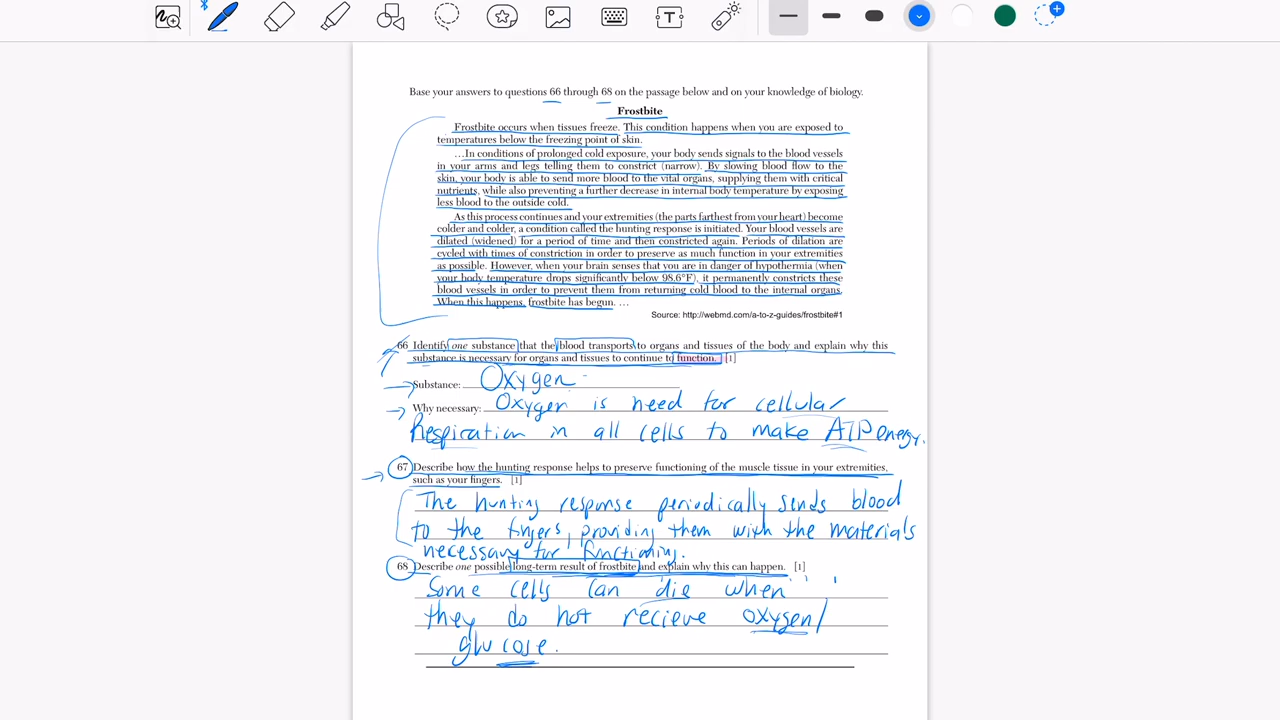 Base your answers to questions 66 through 68 on the passage below and on your knowledge of biology.
Frostbite
Frostbite occurs when tissues freeze. This condition happens when you are exposed to
temperatures below the freezing point of skin.
…In conditions of prolonged cold exposure, your body sends signals to the blood vessels
in your arms and legs telling them to constrict (narrow). By slowing blood flow to the
skin, your body is able to send more blood to the vital organs, supplying them with critical
nutrients, while also preventing a further decrease in internal body temperature by exposing
less blood to the outside cold.
As this process continues and your extremities (the parts farthest from your heart) become
colder and colder, a condition called the hunting response is initiated. Your blood vessels are
dilated (widened) for a period of time and then constricted again. Periods of dilation are
cycled with times of constriction in order to preserve as much function in your extremities
as possible. However, when your brain senses that you are in danger of hypothermia (when
your body temperature drops significantly below 98.6°F), it permanently constricts these
blood vessels in order to prevent them from returning cold blood to the internal organs.
When this happens, frostbite has begun. …
Source: http://webmd.com/a-to-z-guides/frostbite#1
66 Identify one substance that the blood transports to organs and tissues of the body and explain why this
substance is necessary for organs and tissues to continue to function. [1]
Substance: Oxygen
Why necessary: Oxygen is need for cellular
Respiration in all cells to make ATP energy.
67 Describe how the hunting response helps to preserve functioning of the muscle tissue in your extremities,
such as your fingers. [1]
The hunting response periodically sends blood
to the fingers, providing them with the materials
necessary for functioning.
68 Describe one possible long-term result of frostbite and explain why this can happen. [1]
Some cells can die when
they do not recieve oxygen/
glucose.